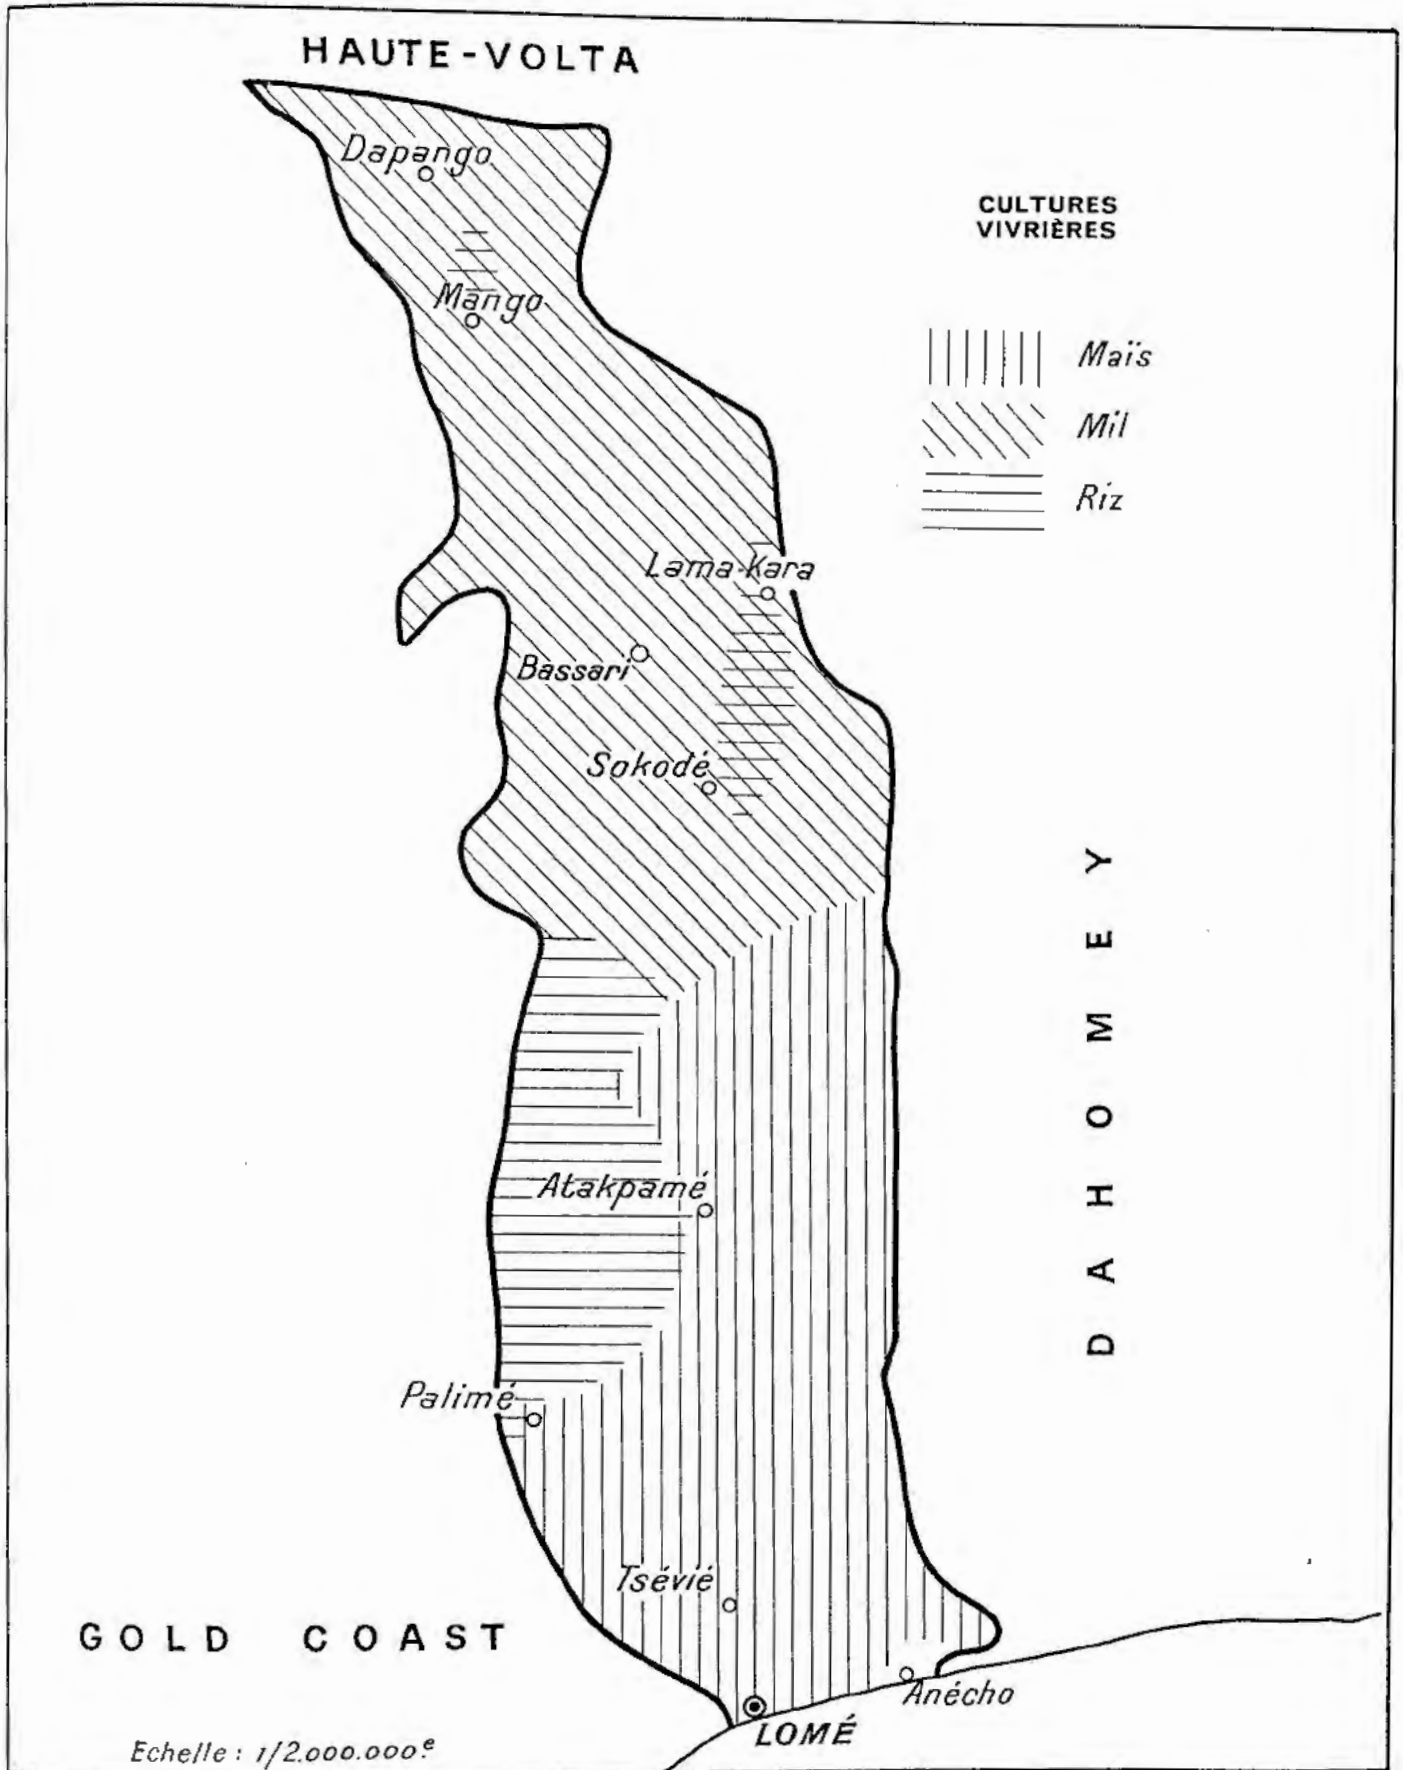 HAUTE-VOLTA
Dapango
CULTURES
VIVRIÈRES
Mango
Maïs
Mil
Riz
Lama-Kara
Bassari
Sokodé
DAHOMEY
Atakpamé
Palimé
Tsévié
GOLD COAST
Anécho
LOMÉ
Echelle : 1/2.000.000.e